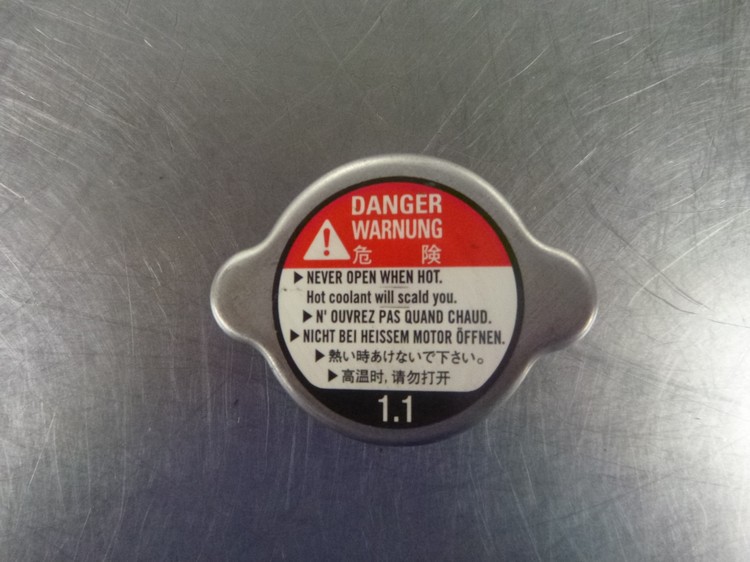 DANGER
WARNUNG
危険
▶ NEVER OPEN WHEN HOT.
Hot coolant will scald you.
▶ N' OUVREZ PAS QUAND CHAUD.
▶ NICHT BEI HEISSEM MOTOR ÖFFNEN.
▶ 熱い時あけないで下さい。
▶ 高温时, 请勿打开
1.1